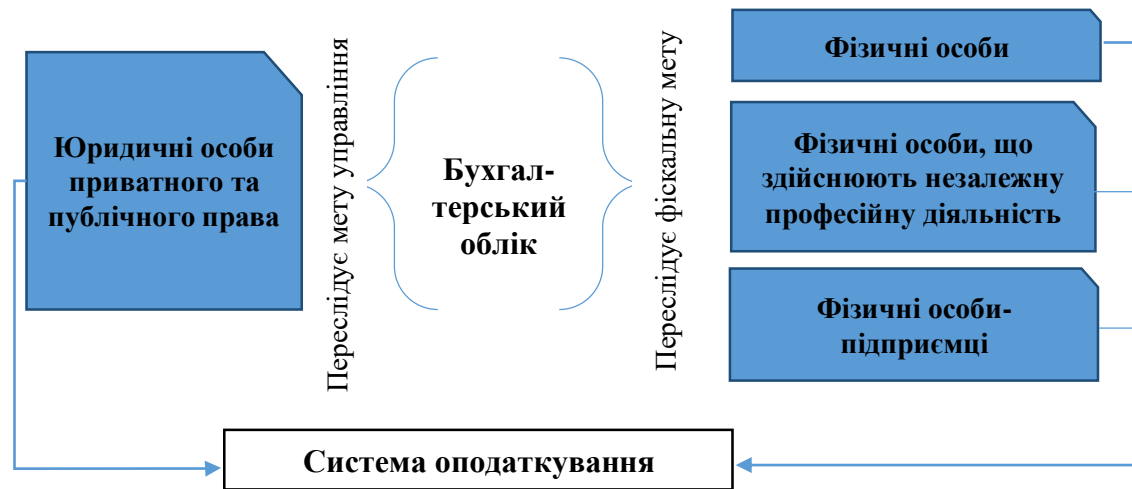 Юридичні особи
приватного та
публічного права
Переслідує мету управління
Бухгал-
терський
облік
Переслідує фіскальну мету
Фізичні особи
Фізичні особи, що
здійснюють незалежну
професійну діяльність
Фізичні особи-
підприємці
Система оподаткування